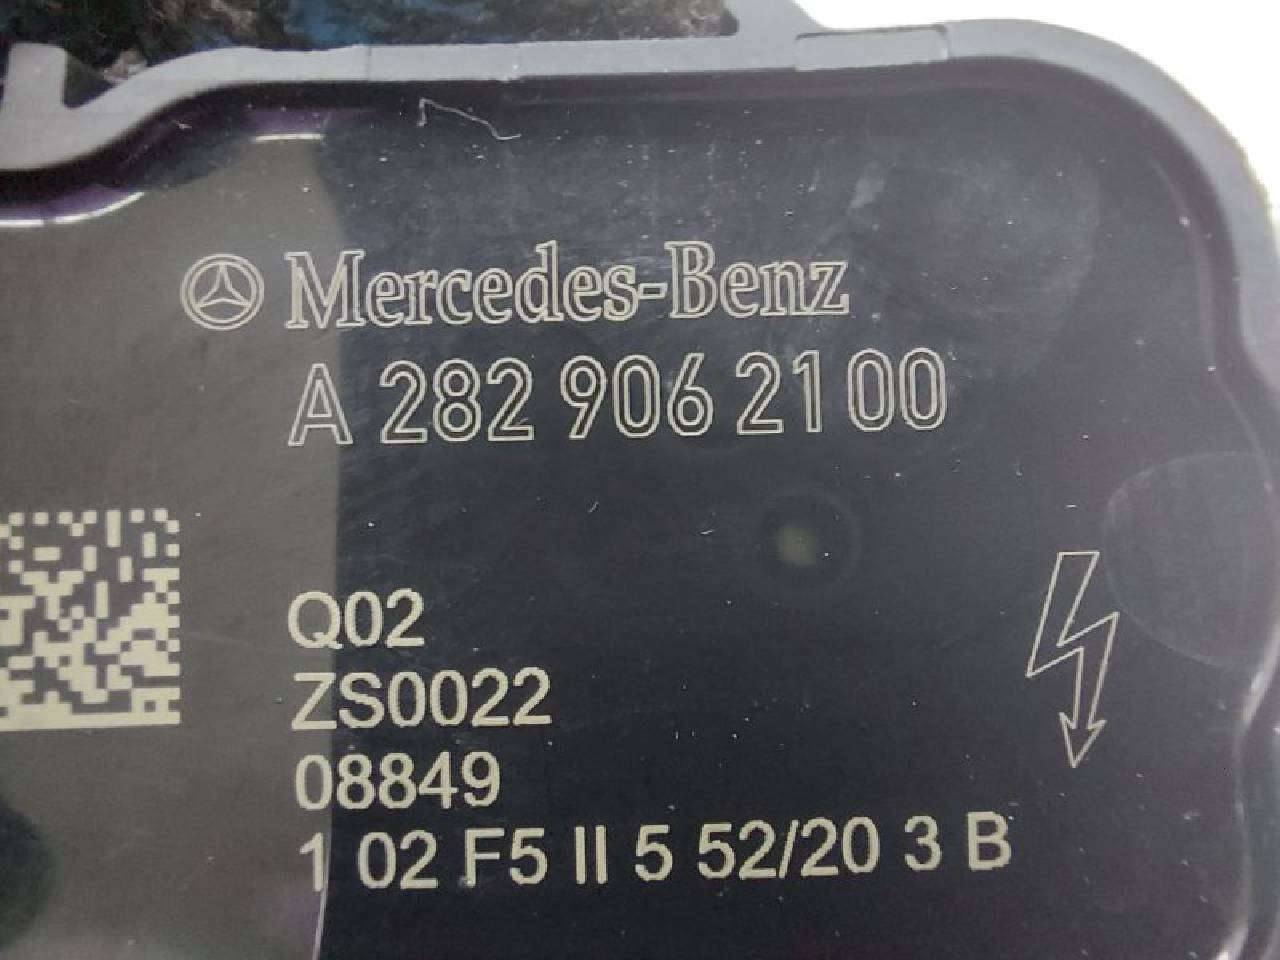 Mercedes-Benz
A 282 906 21 00
Q02
ZS0022
08849
1 02 F5 II 5 52/20 3 B